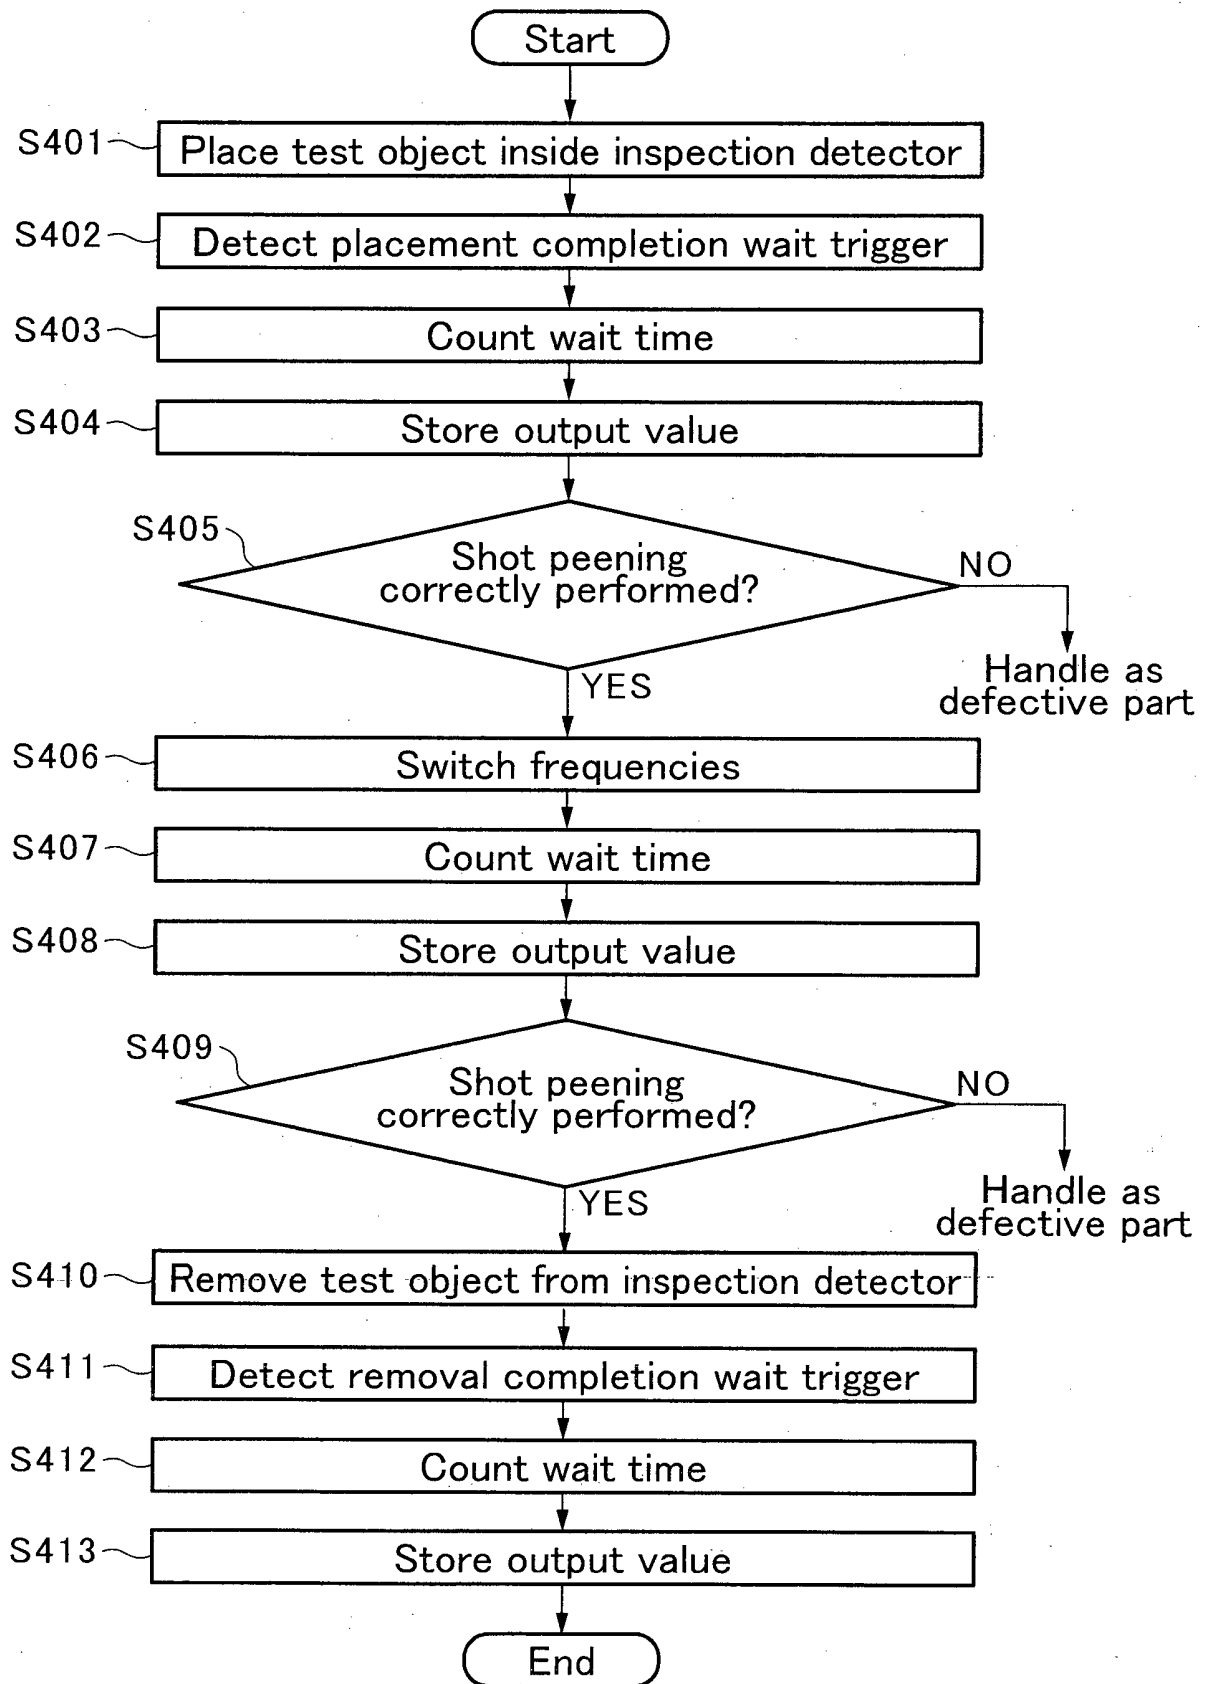 Start
S401
Place test object inside inspection detector
S402
Detect placement completion wait trigger
S403
Count wait time
S404
Store output value
S405
Shot peening
correctly performed?
NO
Handle as
defective part
YES
S406
Switch frequencies
S407
Count wait time
S408
Store output value
S409
Shot peening
correctly performed?
NO
Handle as
defective part
YES
S410
Remove test object from inspection detector
S411
Detect removal completion wait trigger
S412
Count wait time
S413
Store output value
End